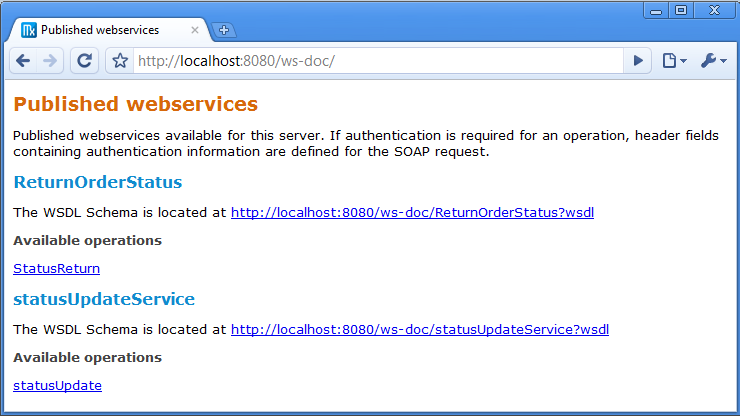 Mx Published webservices
http://localhost:8080/ws-doc/
Published webservices
Published webservices available for this server. If authentication is required for an operation, header fields
containing authentication information are defined for the SOAP request.
ReturnOrderStatus
The WSDL Schema is located at http://localhost:8080/ws-doc/ReturnOrderStatus?wsdl
Available operations
StatusReturn
statusUpdateService
The WSDL Schema is located at http://localhost:8080/ws-doc/statusUpdateService?wsdl
Available operations
statusUpdate